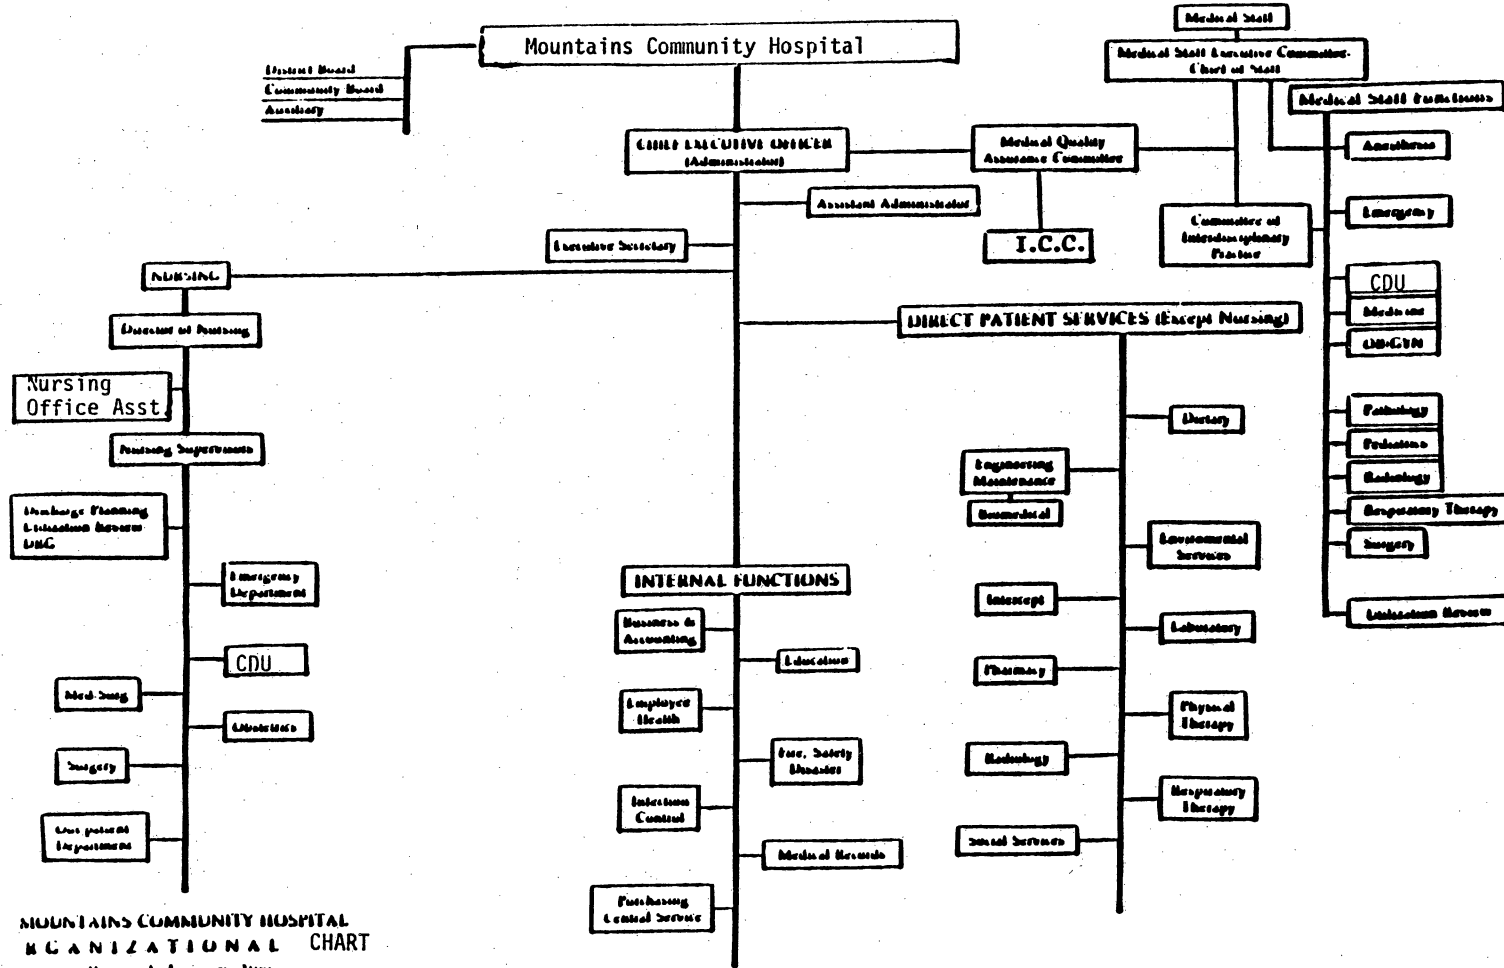 Mountains Community Hospital
District Board
Community Board
Auxiliary
Medical Staff
Medical Staff Executive Committee-
Chief of Staff
Medical Staff Functions
CHIEF EXECUTIVE OFFICER
(Administrator)
Medical Quality
Assurance Committee
Anesthesia
Assistant Administrator
Emergency
Committee of
Interdisciplinary
Practice
I.C.C.
Executive Secretary
NURSING
CDU
Medicine
OB-GYN
Director of Nursing
DIRECT PATIENT SERVICES (Except Nursing)
Nursing
Office Asst.
Pathology
Pediatrics
Radiology
Respiratory Therapy
Surgery
Utilization Review
Nursing Supervisors
Dietary
Engineering
Maintenance
Biomedical
Discharge Planning
Utilization Review
DRG
Environmental
Services
Emergency
Department
INTERNAL FUNCTIONS
Intercept
Business &
Accounting
Laboratory
CDU
Education
Pharmacy
Med-Surg
Employee
Health
Physical
Therapy
Obstetrics
Surgery
Fire, Safety
Disaster
Radiology
Infection
Control
Respiratory
Therapy
Out patient
Department
Social Services
Medical Records
Purchasing
Central Service
MOUNTAINS COMMUNITY HOSPITAL
RGANIZATIONAL CHART